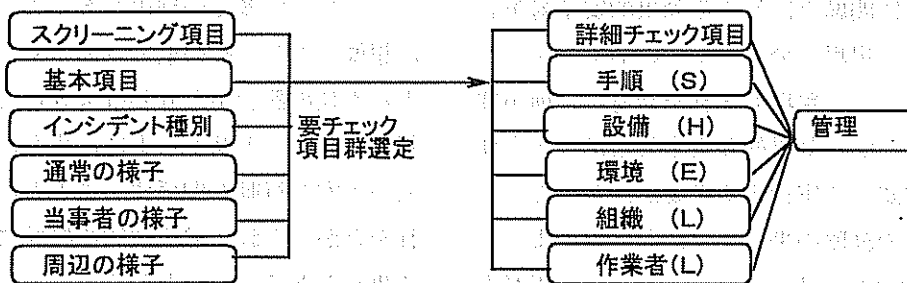 スクリーニング項目
基本項目
インシデント種別
通常の様子
当事者の様子
周辺の様子
要チェック
項目群選定
詳細チェック項目
手順 (S)
設備 (H)
環境 (E)
組織 (L)
作業者(L)
管理